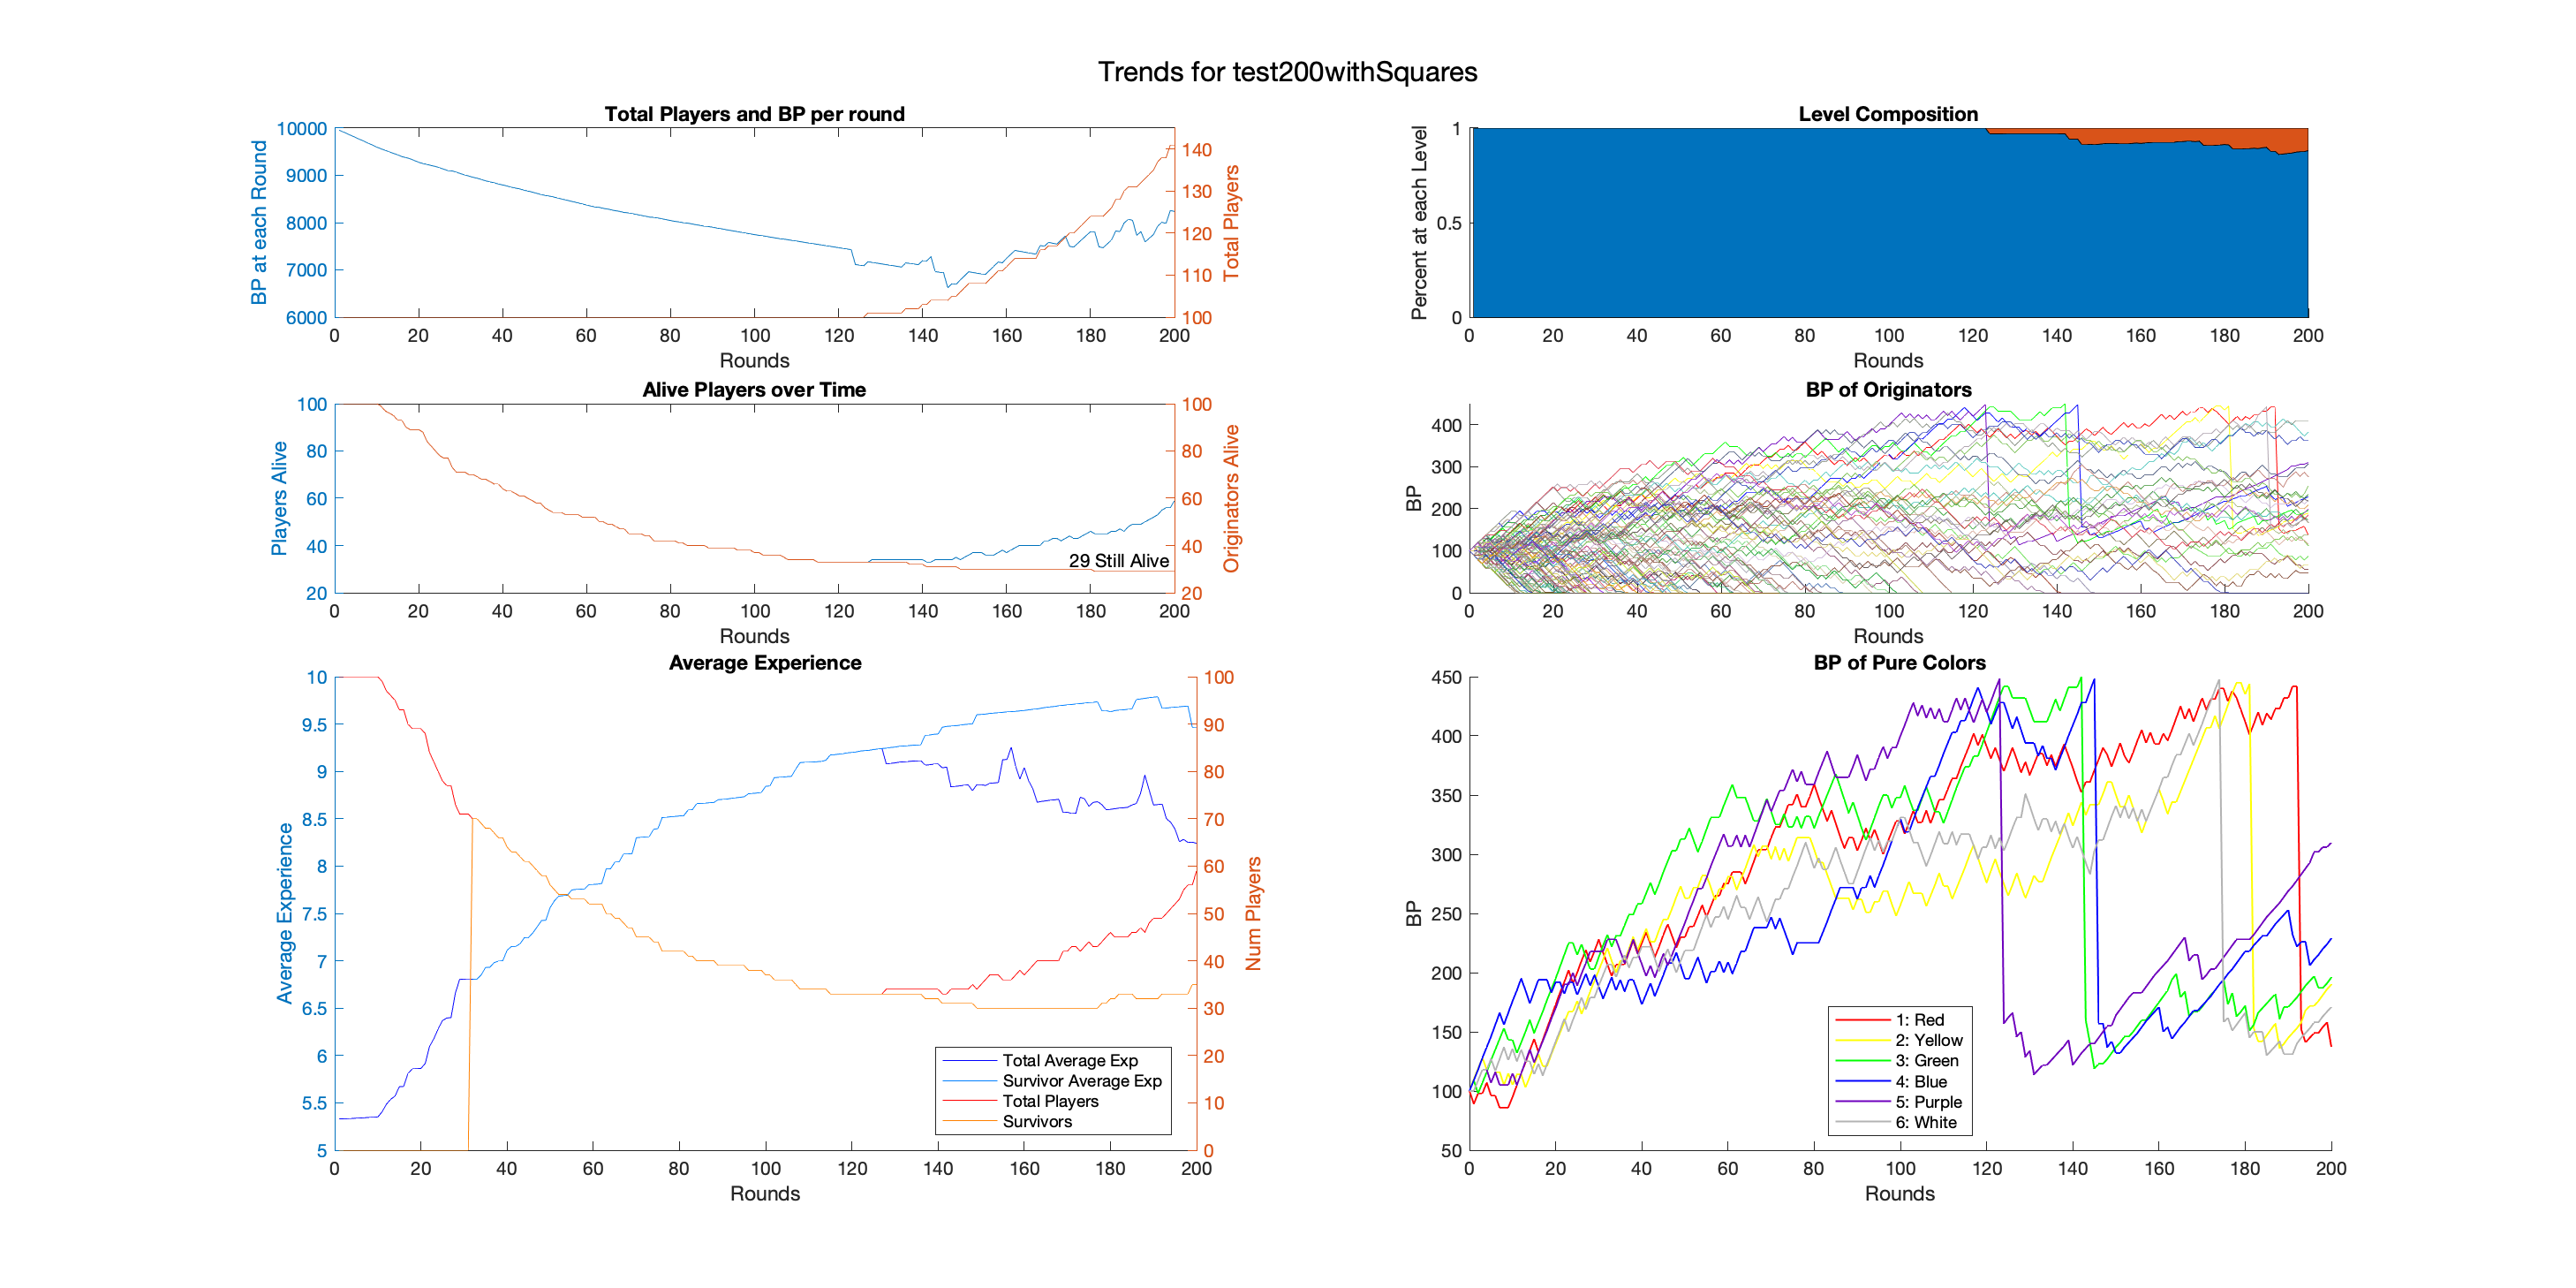 Trends for test200withSquares
Total Players and BP per round
BP at each Round
10000
9000
8000
7000
6000
Total Players
140
130
120
110
100
0 20 40 60 80 100 120 140 160 180 200
Rounds
Level Composition
Percent at each Level
1
0.5
0
0 20 40 60 80 100 120 140 160 180 200
Rounds
Alive Players over Time
Players Alive
100
80
60
40
20
Originators Alive
100
80
60
40
20
29 Still Alive
0 20 40 60 80 100 120 140 160 180 200
Rounds
BP of Originators
BP
400
300
200
100
0
0 20 40 60 80 100 120 140 160 180 200
Rounds
Average Experience
Average Experience
10
9.5
9
8.5
8
7.5
7
6.5
6
5.5
5
Num Players
100
90
80
70
60
50
40
30
20
10
0
Total Average Exp
Survivor Average Exp
Total Players
Survivors
0 20 40 60 80 100 120 140 160 180 200
Rounds
BP of Pure Colors
BP
450
400
350
300
250
200
150
100
50
1: Red
2: Yellow
3: Green
4: Blue
5: Purple
6: White
0 20 40 60 80 100 120 140 160 180 200
Rounds